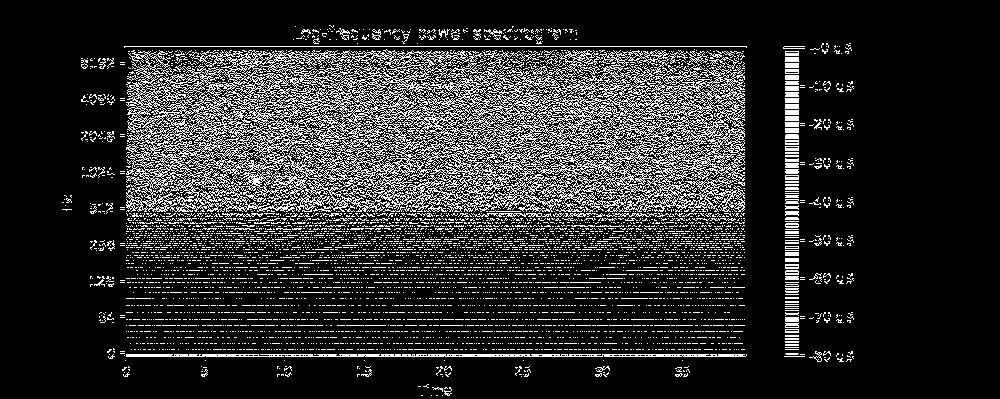 Log-frequency power spectrogram
8192
4096
2048
1024
512
256
128
64
0
Hz
0
5
10
15
20
25
30
35
Time
-10 dB
-20 dB
-30 dB
-40 dB
-50 dB
-60 dB
-70 dB
-80 dB